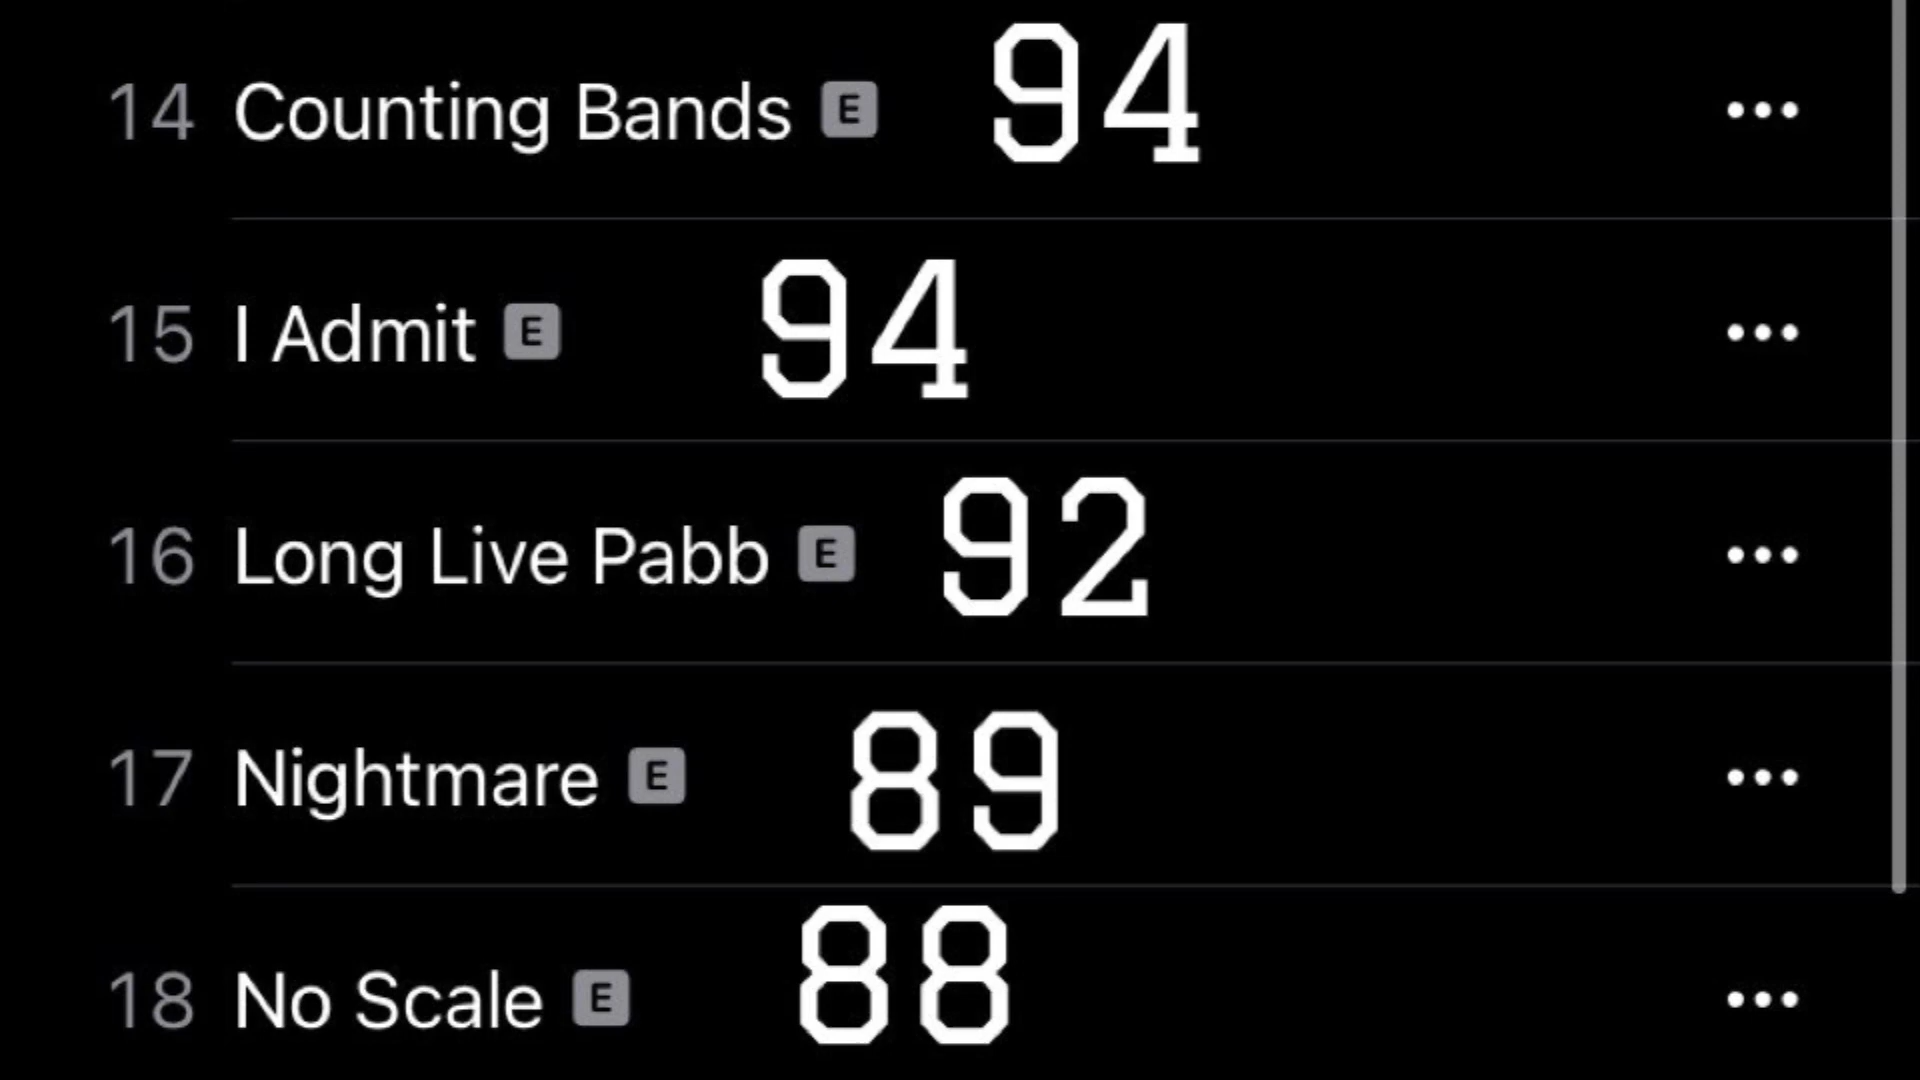 14 Counting Bands E 94
15 I Admit E 94
16 Long Live Pabb E 92
17 Nightmare E 89
18 No Scale E 88